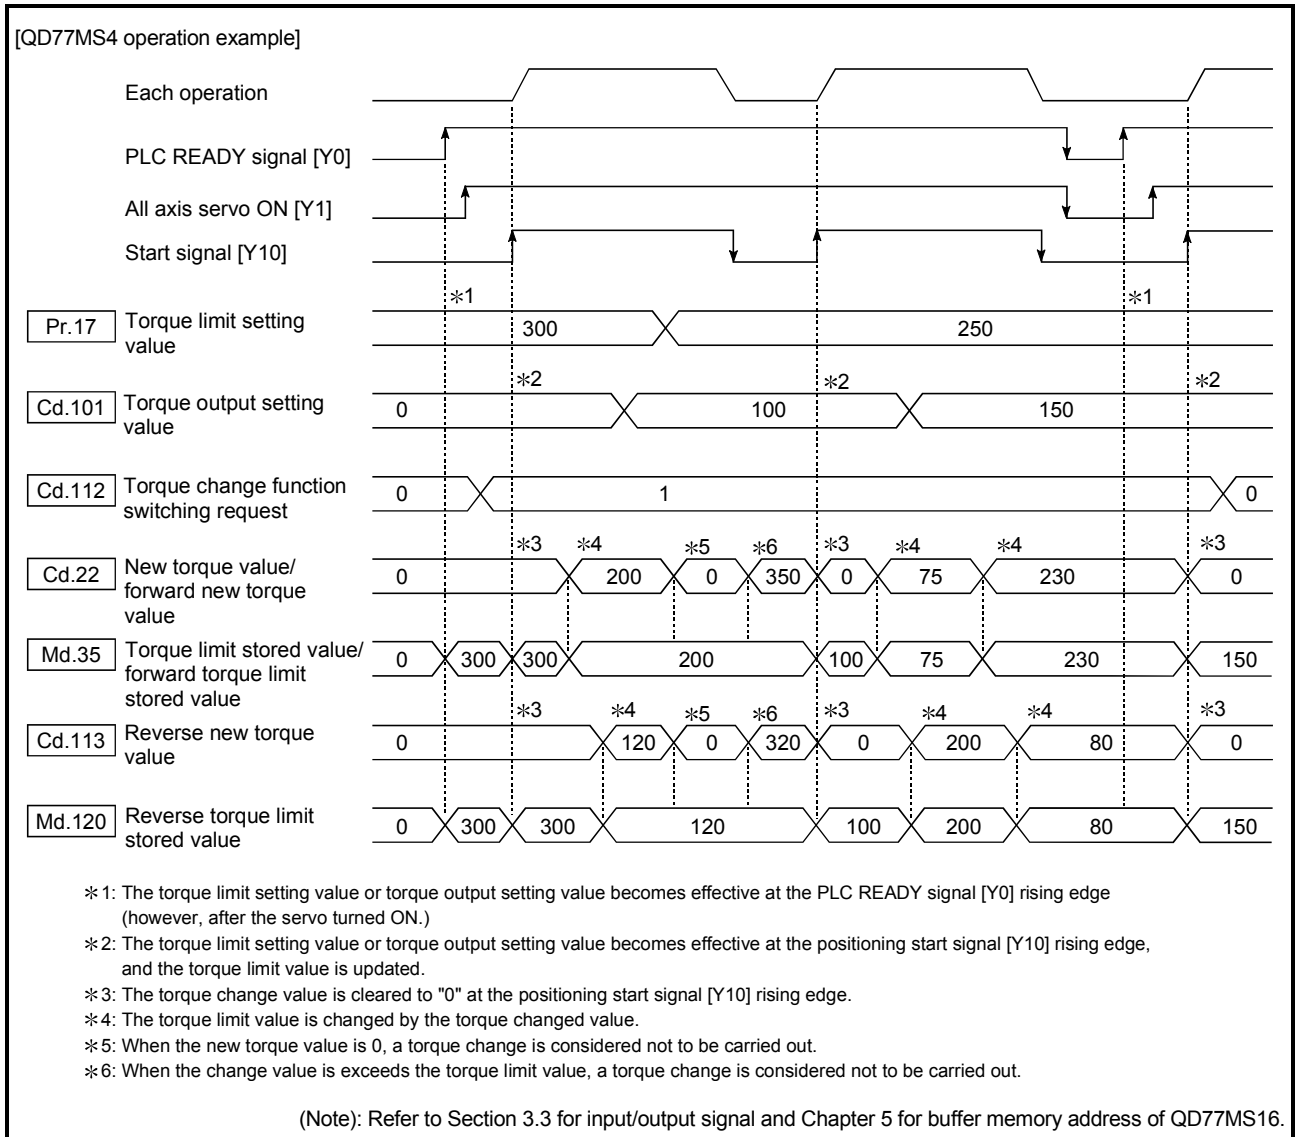 [QD77MS4 operation example]
Each operation
PLC READY signal [Y0]
All axis servo ON [Y1]
Start signal [Y10]
∗1 ∗1
Pr.17 Torque limit setting value 300 250
∗2 ∗2 ∗2
Cd.101 Torque output setting value 0 100 150
Cd.112 Torque change function switching request 0 1 0
∗3 ∗4 ∗5 ∗6 ∗3 ∗4 ∗4 ∗3
Cd.22 New torque value/ forward new torque value 0 200 0 350 0 75 230 0
Md.35 Torque limit stored value/ forward torque limit stored value 0 300 300 200 100 75 230 150
∗3 ∗4 ∗5 ∗6 ∗3 ∗4 ∗4 ∗3
Cd.113 Reverse new torque value 0 120 0 320 0 200 80 0
Md.120 Reverse torque limit stored value 0 300 300 120 100 200 80 150
∗1: The torque limit setting value or torque output setting value becomes effective at the PLC READY signal [Y0] rising edge
(however, after the servo turned ON.)
∗2: The torque limit setting value or torque output setting value becomes effective at the positioning start signal [Y10] rising edge,
and the torque limit value is updated.
∗3: The torque change value is cleared to "0" at the positioning start signal [Y10] rising edge.
∗4: The torque limit value is changed by the torque changed value.
∗5: When the new torque value is 0, a torque change is considered not to be carried out.
∗6: When the change value is exceeds the torque limit value, a torque change is considered not to be carried out.
(Note): Refer to Section 3.3 for input/output signal and Chapter 5 for buffer memory address of QD77MS16.